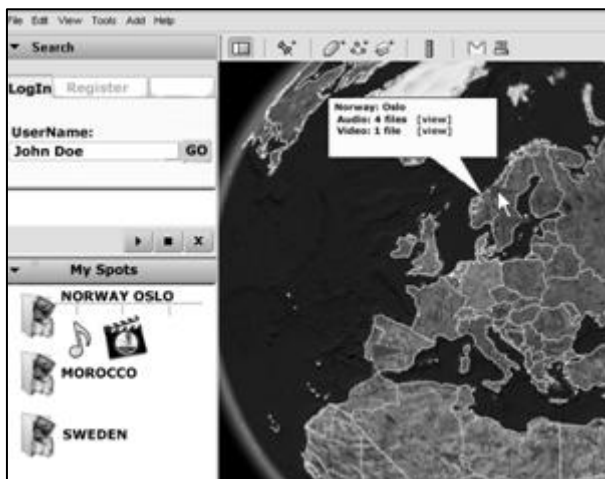 File Edit View Tools Add Help
Search
LogIn Register
UserName:
John Doe GO
X
My Spots
NORWAY OSLO
MOROCCO
SWEDEN
Norway: Oslo
Audio: 4 files [view]
Video: 1 file [view]